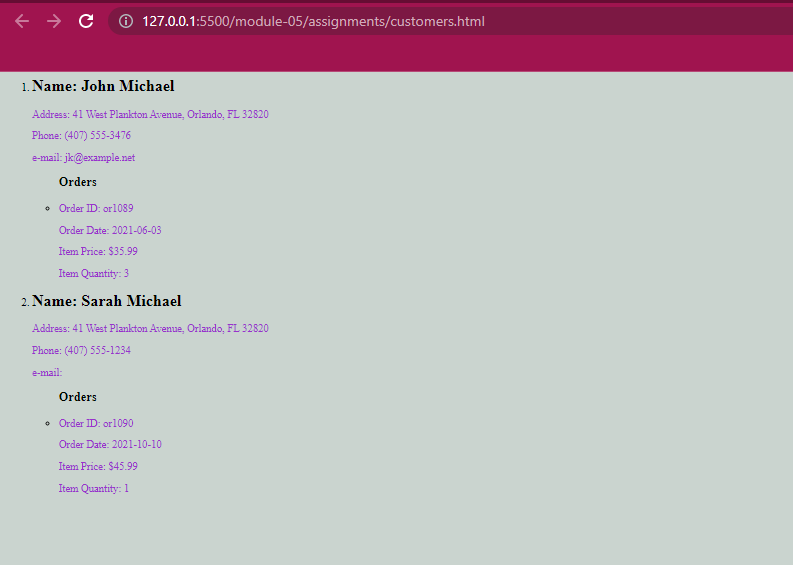 127.0.0.1:5500/module-05/assignments/customers.html
1. Name: John Michael
Address: 41 West Plankton Avenue, Orlando, FL 32820
Phone: (407) 555-3476
e-mail: jk@example.net
Orders
Order ID: or1089
Order Date: 2021-06-03
Item Price: $35.99
Item Quantity: 3
2. Name: Sarah Michael
Address: 41 West Plankton Avenue, Orlando, FL 32820
Phone: (407) 555-1234
e-mail:
Orders
Order ID: or1090
Order Date: 2021-10-10
Item Price: $45.99
Item Quantity: 1